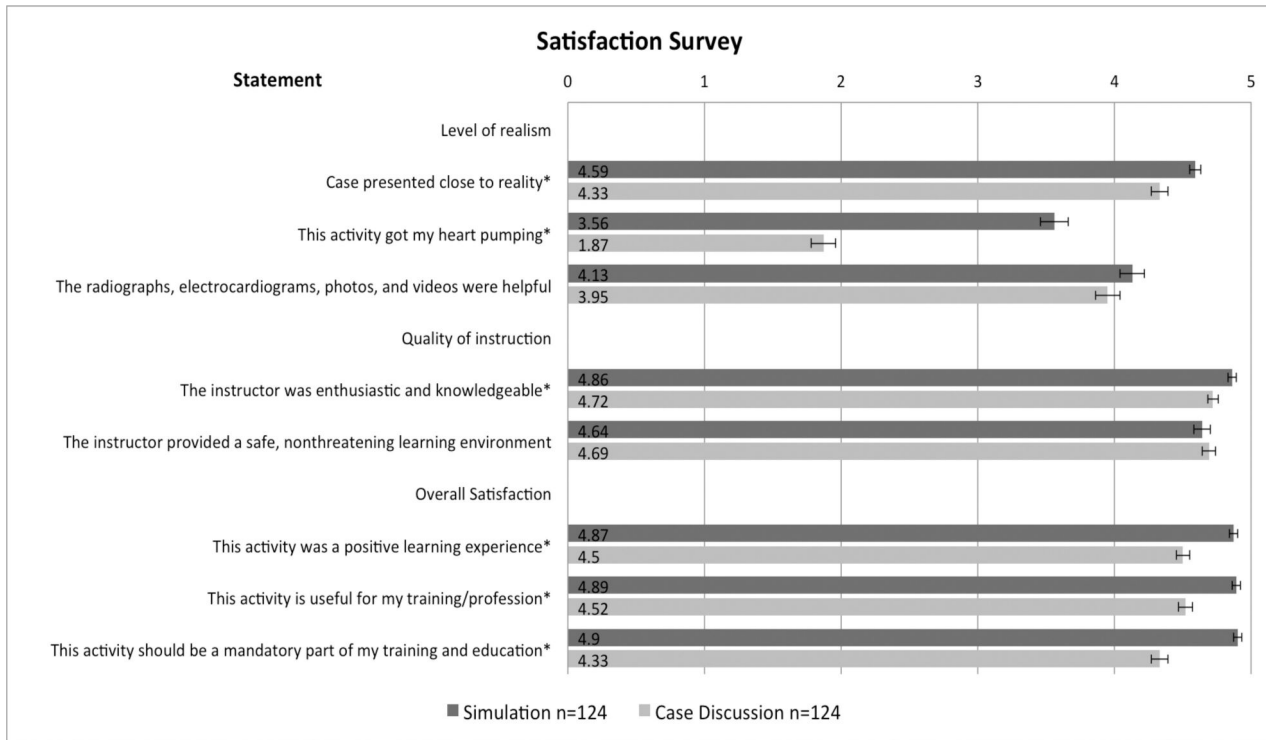 Satisfaction Survey
Statement
0 1 2 3 4 5
Level of realism
Case presented close to reality*
4.59
4.33
This activity got my heart pumping*
3.56
1.87
The radiographs, electrocardiograms, photos, and videos were helpful
4.13
3.95
Quality of instruction
The instructor was enthusiastic and knowledgeable*
4.86
4.72
The instructor provided a safe, nonthreatening learning environment
4.64
4.69
Overall Satisfaction
This activity was a positive learning experience*
4.87
4.5
This activity is useful for my training/profession*
4.89
4.52
This activity should be a mandatory part of my training and education*
4.9
4.33
Simulation n=124 Case Discussion n=124